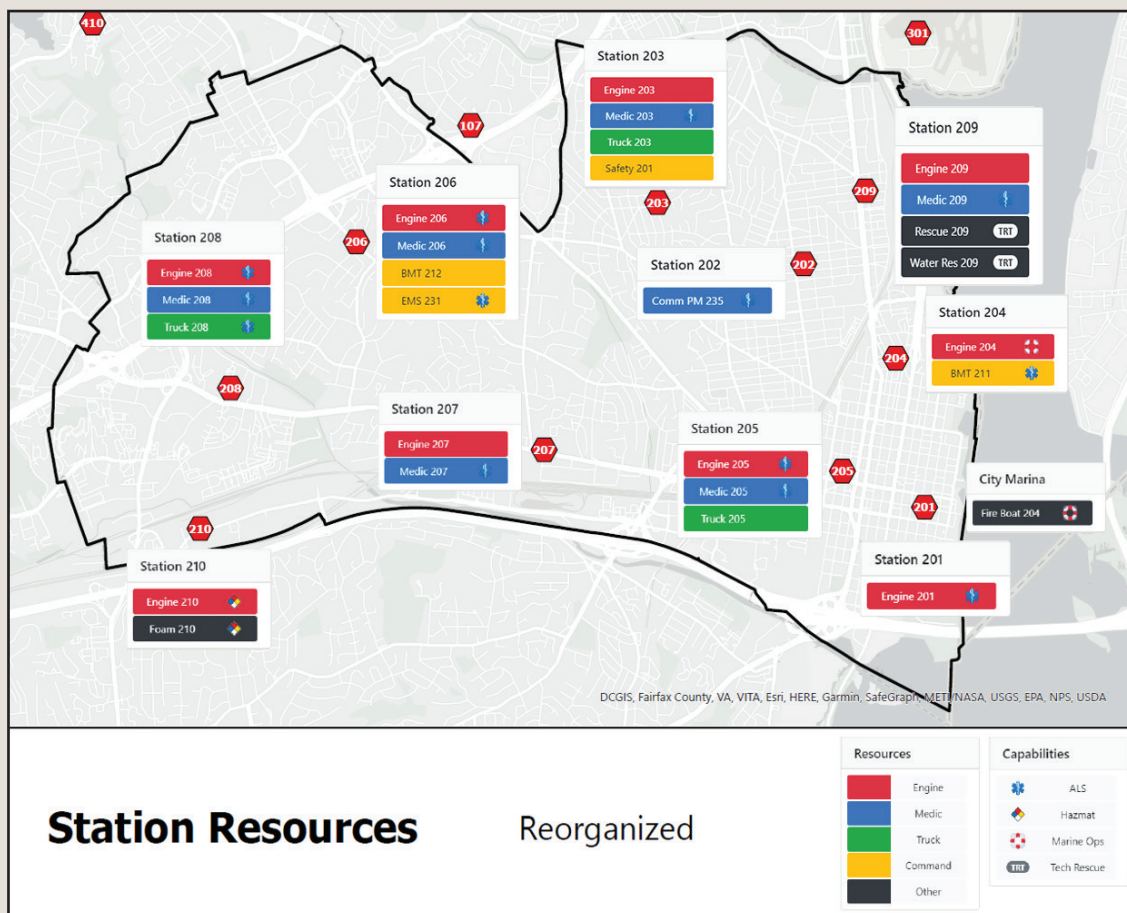 410
301
107
Station 203
Engine 203
Medic 203
Truck 203
Safety 201
203
Station 209
Engine 209
Medic 209
Rescue 209 TRT
Water Res 209 TRT
209
Station 206
Engine 206
Medic 206
BMT 212
EMS 231
206
Station 208
Engine 208
Medic 208
Truck 208
208
Station 202
Comm PM 235
202
Station 204
Engine 204
BMT 211
204
Station 207
Engine 207
Medic 207
207
Station 205
Engine 205
Medic 205
Truck 205
205
City Marina
Fire Boat 204
201
Station 201
Engine 201
210
Station 210
Engine 210
Foam 210
DCGIS, Fairfax County, VA, VITA, Esri, HERE, Garmin, SafeGraph, METI/NASA, USGS, EPA, NPS, USDA
Station Resources
Reorganized
Resources
Engine
Medic
Truck
Command
Other
Capabilities
ALS
Hazmat
Marine Ops
TRT Tech Rescue